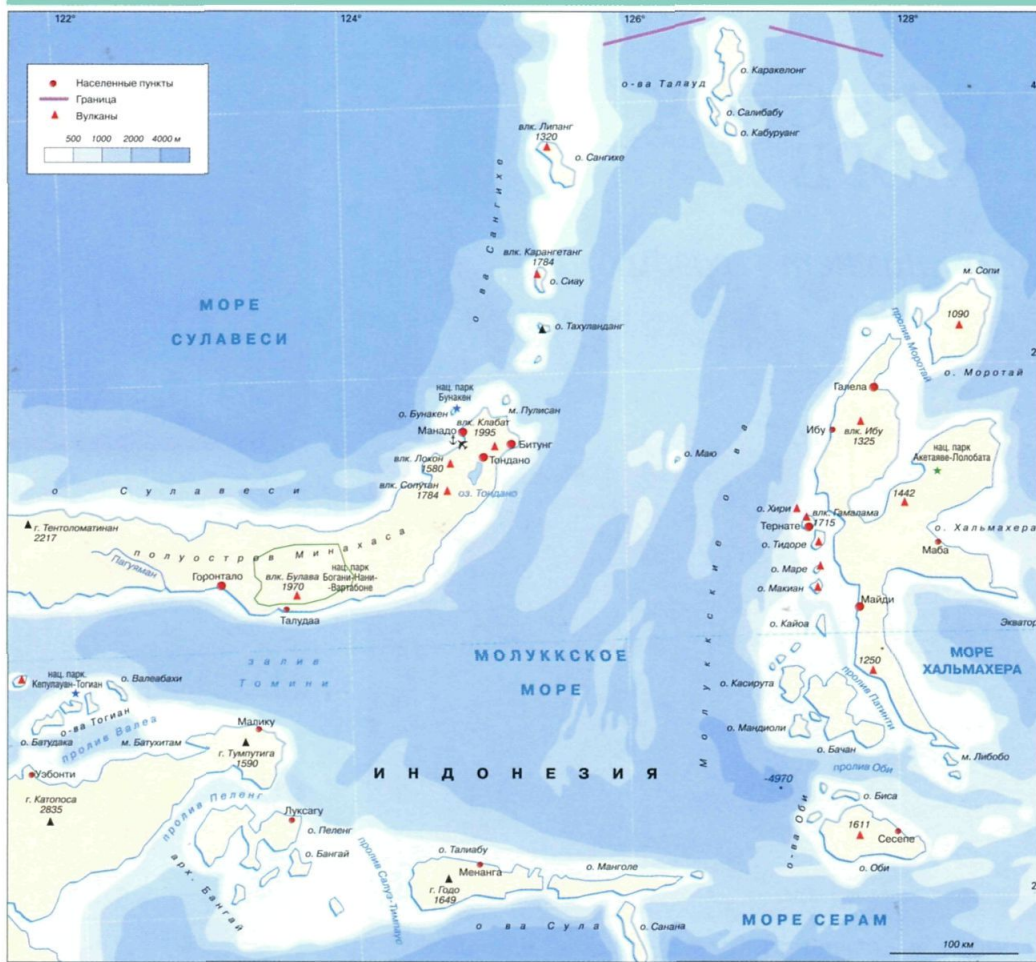 122°
124°
126°
128°
Населенные пункты
Граница
Вулканы
500 1000 2000 4000 м
о-ва Талауд
о. Каракелонг
о. Салибабу
о. Кабуруанг
4
влк. Липанг
1320
о. Сангихе
о ва Сангихе
влк. Карангетанг
1784
о. Сиау
о. Тахуланданг
МОРЕ
СУЛАВЕСИ
м. Сопи
1090
пролив Моротай
о. Моротай
2
Галела
нац. парк
Бунакен
о. Бунакен
м. Пулисан
Манадо
влк. Клабат
1995
Битунг
Тондано
влк. Локон
1580
влк. Сопутан
1784
оз. Тондано
о. Маю
Ибу
влк. Ибу
1325
нац. парк
Акетаяве-Лолобата
1442
о. Хири
влк. Гамалама
1715
Тернате
о. Хальмахера
Маба
о. Тидоре
о. Маре
о. Макиан
Майди
о. Кайоа
Экватор
о Сулавеси
г. Тентоломатинан
2217
полуостров Минахаса
Пагуяман
Горонтало
влк. Булава
1970
нац. парк
Богани-Нани-
Вартабоне
Талудаа
залив
Томини
МОЛУККСКОЕ
МОРЕ
Молуккские о ва
1250
МОРЕ
ХАЛЬМАХЕРА
нац. парк
Кепулауан-Тогиан
о. Валеабахи
о-ва Тогиан
о. Батудака
пролив Валеа
м. Батухитам
Малику
г. Тумпутига
1590
Уэбонти
г. Катопоса
2835
о. Касирута
пролив Патинти
о. Мандиоли
о. Бачан
м. Либобо
пролив Оби
-4970
ИНДОНЕЗИЯ
пролив Пеленг
Луксагу
о. Пеленг
о. Бангай
арх. Бангай
пролив Салуа-Тимпаус
о. Талиабу
Менанга
г. Годо
1649
о. Манголе
о ва Сула
о. Санана
о-ва Оби
о. Биса
1611
Сесепе
о. Оби
2
МОРЕ СЕРАМ
100 км